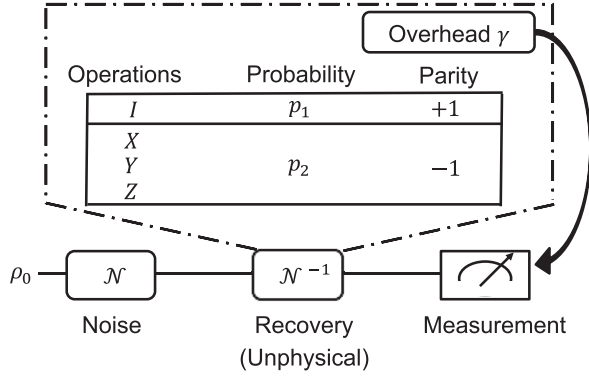 Overhead γ
Operations Probability Parity
I p₁ +1
X
Y p₂ −1
Z
ρ₀ 𝒩 𝒩⁻¹
Noise Recovery Measurement
(Unphysical)